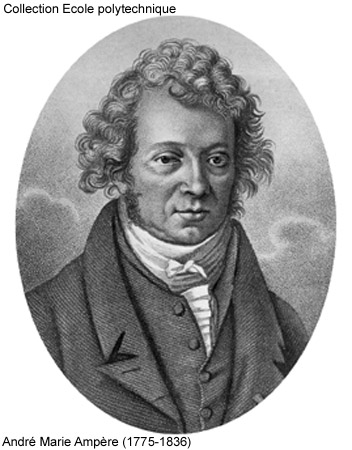 Collection Ecole polytechnique
André Marie Ampère (1775-1836)